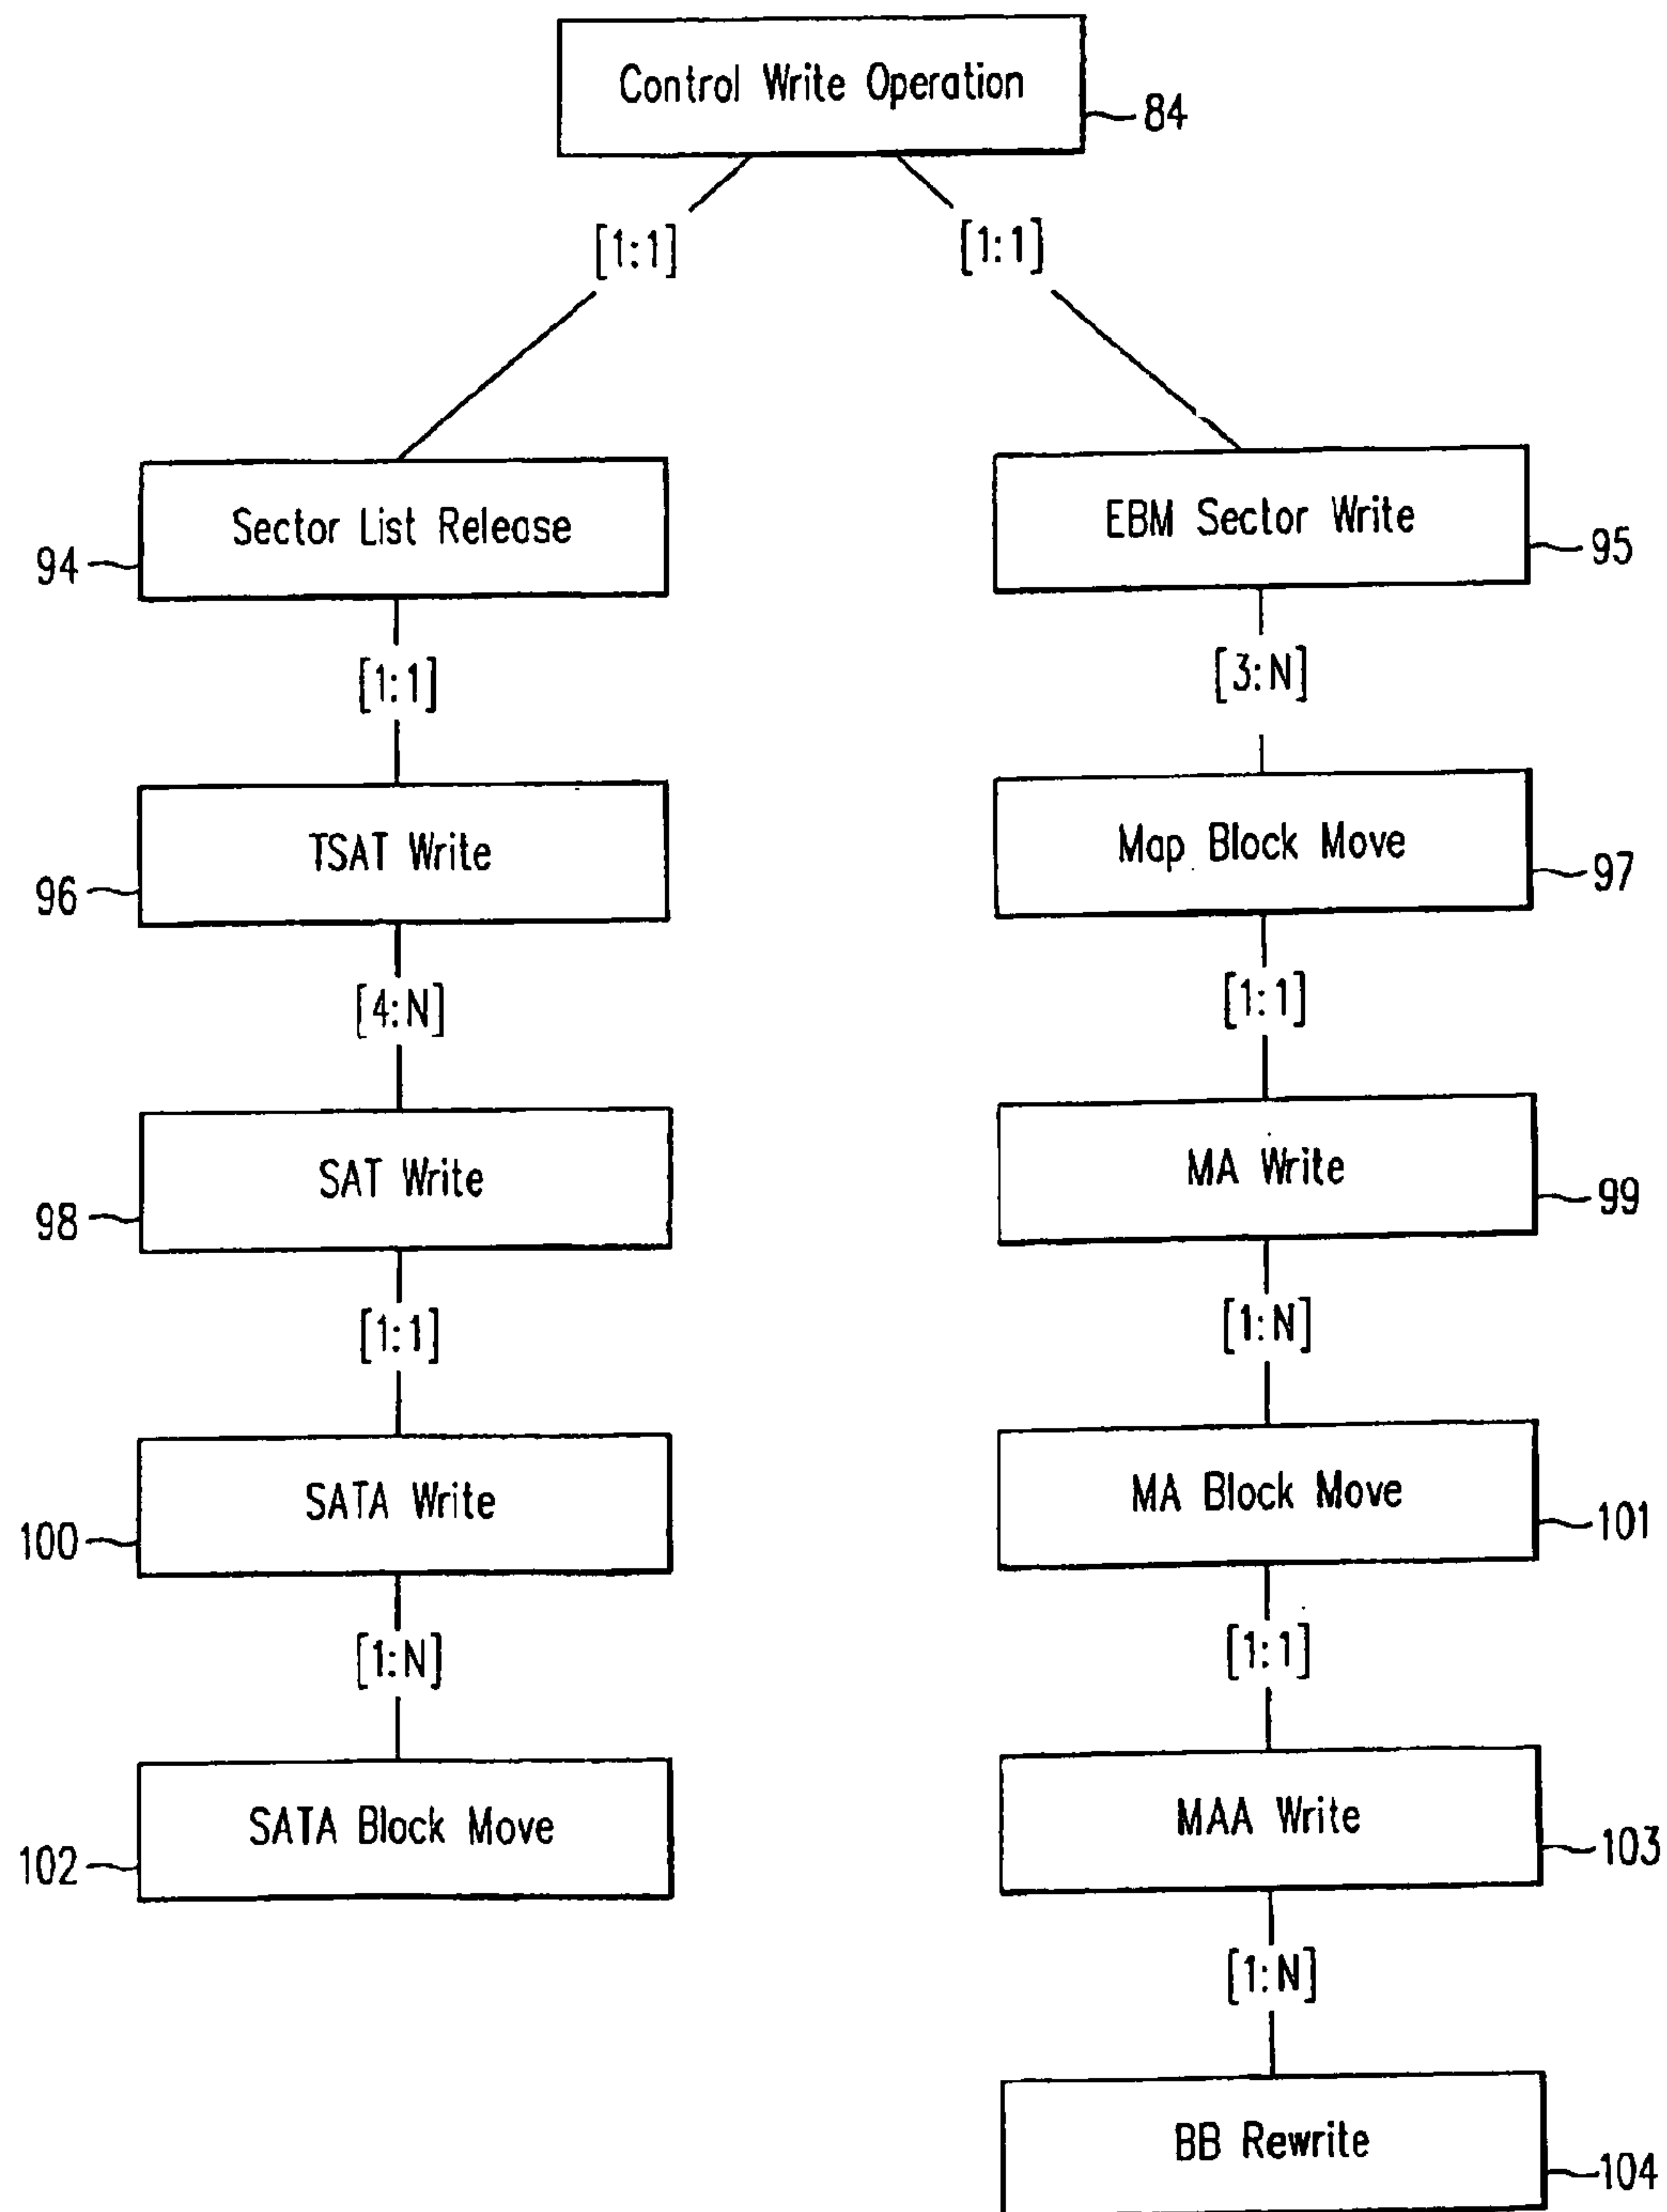 Control Write Operation
84
[1:1]
[1:1]
Sector List Release
94
EBM Sector Write
95
[1:1]
[3:N]
TSAT Write
96
Map Block Move
97
[4:N]
[1:1]
SAT Write
98
MA Write
99
[1:1]
[1:N]
SATA Write
100
MA Block Move
101
[1:N]
[1:1]
SATA Block Move
102
MAA Write
103
[1:N]
BB Rewrite
104